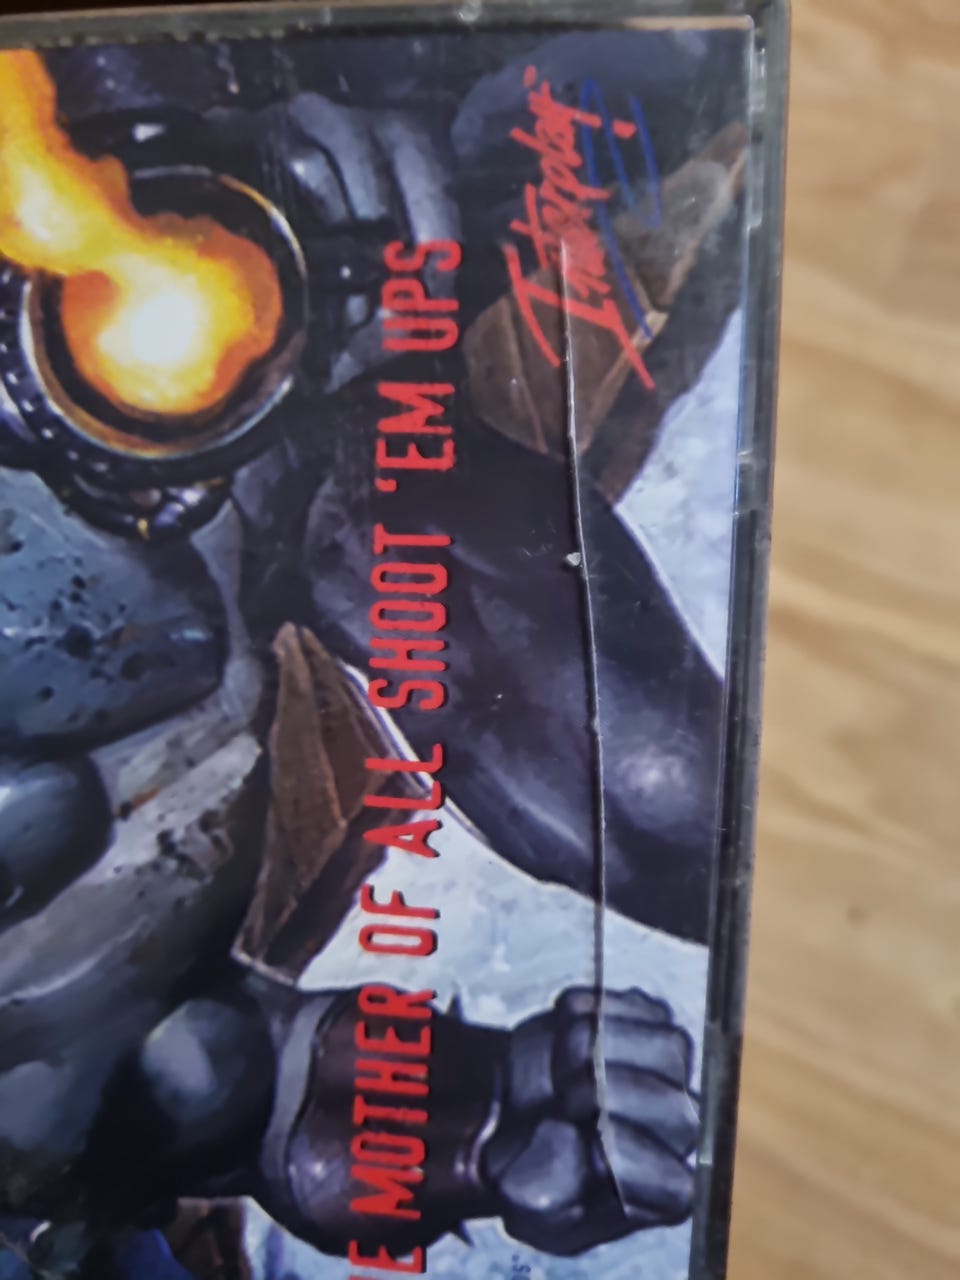 Interplay
E MOTHER OF ALL SHOOT 'EM UPS